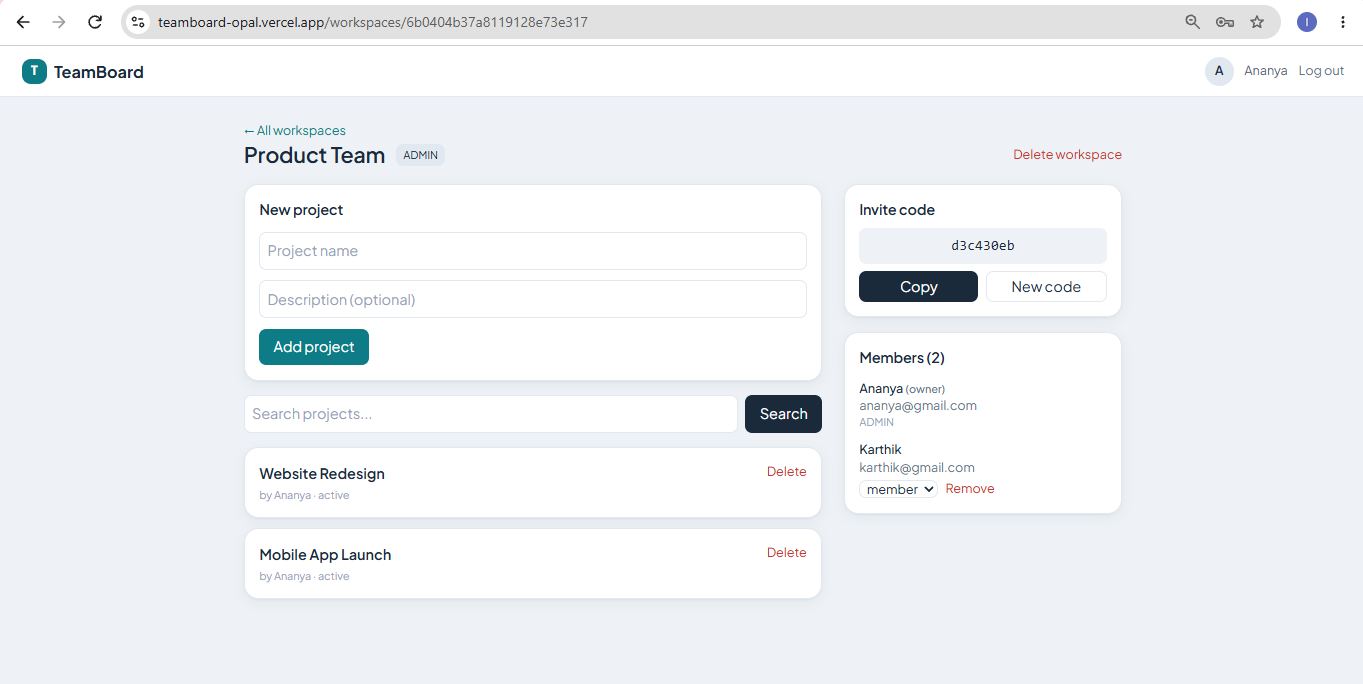 teamboard-opal.vercel.app/workspaces/6b0404b37a8119128e73e317
I
T TeamBoard
A Ananya Log out
← All workspaces
Product Team ADMIN
Delete workspace
New project
Project name
Description (optional)
Add project
Search projects... Search
Website Redesign Delete
by Ananya · active
Mobile App Launch Delete
by Ananya · active
Invite code
d3c430eb
Copy New code
Members (2)
Ananya (owner)
ananya@gmail.com
ADMIN
Karthik
karthik@gmail.com
member Remove